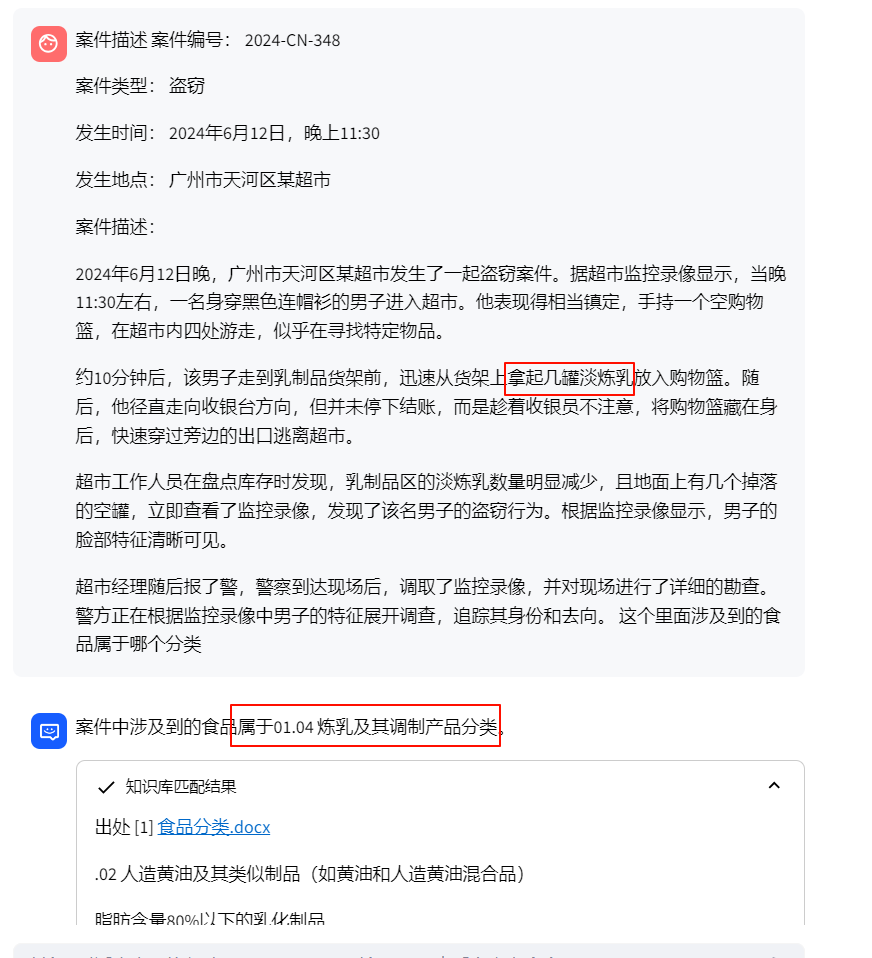 案件描述 案件编号： 2024-CN-348
案件类型： 盗窃
发生时间： 2024年6月12日，晚上11:30
发生地点： 广州市天河区某超市
案件描述：
2024年6月12日晚，广州市天河区某超市发生了一起盗窃案件。据超市监控录像显示，当晚
11:30左右，一名身穿黑色连帽衫的男子进入超市。他表现得相当镇定，手持一个空购物
篮，在超市内四处游走，似乎在寻找特定物品。
约10分钟后，该男子走到乳制品货架前，迅速从货架上拿起几罐淡炼乳放入购物篮。随
后，他径直走向收银台方向，但并未停下结账，而是趁着收银员不注意，将购物篮藏在身
后，快速穿过旁边的出口逃离超市。
超市工作人员在盘点库存时发现，乳制品区的淡炼乳数量明显减少，且地面上有几个掉落
的空罐，立即查看了监控录像，发现了该名男子的盗窃行为。根据监控录像显示，男子的
脸部特征清晰可见。
超市经理随后报了警，警察到达现场后，调取了监控录像，并对现场进行了详细的勘查。
警方正在根据监控录像中男子的特征展开调查，追踪其身份和去向。 这个里面涉及到的食
品属于哪个分类
案件中涉及到的食品属于01.04 炼乳及其调制产品分类。
知识库匹配结果
出处 [1] 食品分类.docx
.02 人造黄油及其类似制品（如黄油和人造黄油混合品）
脂肪含量80%以下的乳化制品